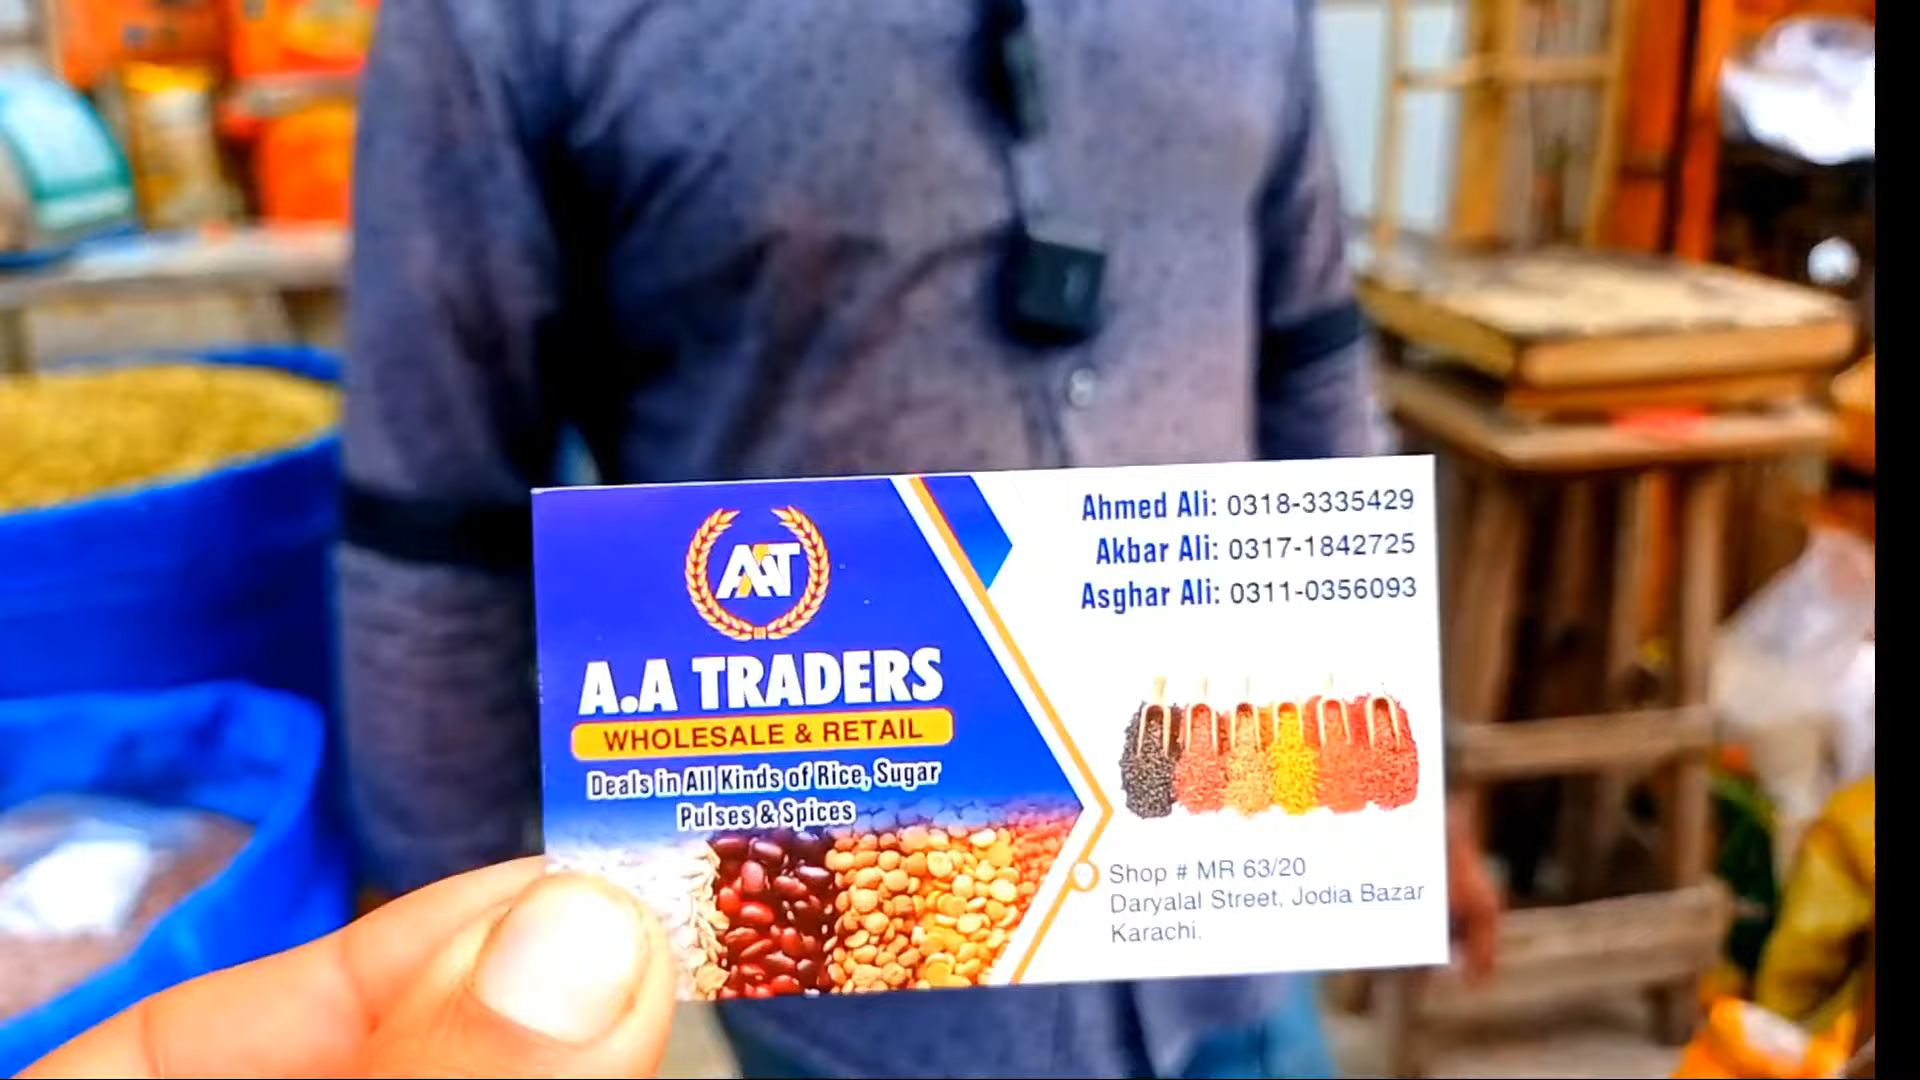 AAT
A.A TRADERS
WHOLESALE & RETAIL
Deals in All Kinds of Rice, Sugar
Pulses & Spices
Ahmed Ali: 0318-3335429
Akbar Ali: 0317-1842725
Asghar Ali: 0311-0356093
Shop # MR 63/20
Daryalal Street, Jodia Bazar
Karachi.